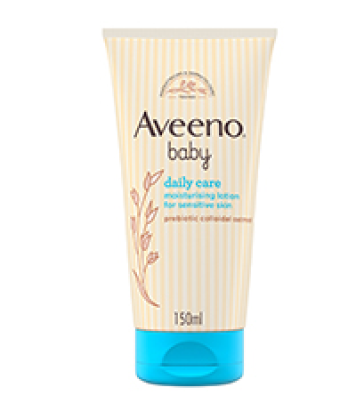 Aveeno.
baby
daily care
moisturising lotion
for sensitive skin
prebiotic colloidal oatmeal
150ml